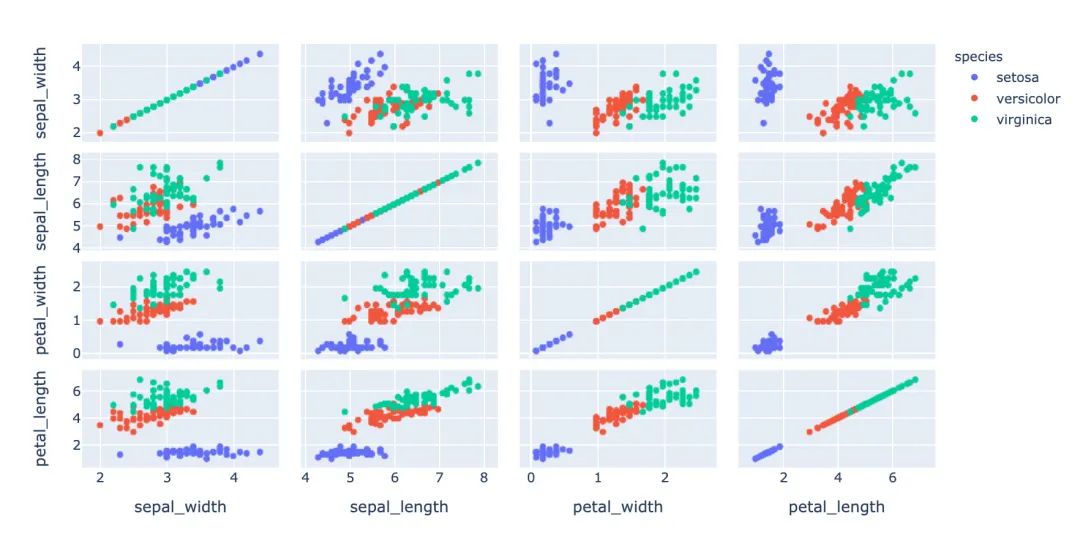 species
setosa
versicolor
virginica
sepal_width
4
3
2
sepal_length
8
7
6
5
4
petal_width
2
1
0
petal_length
6
4
2
2 3 4
4 5 6 7 8
0 1 2
2 4 6
sepal_width
sepal_length
petal_width
petal_length